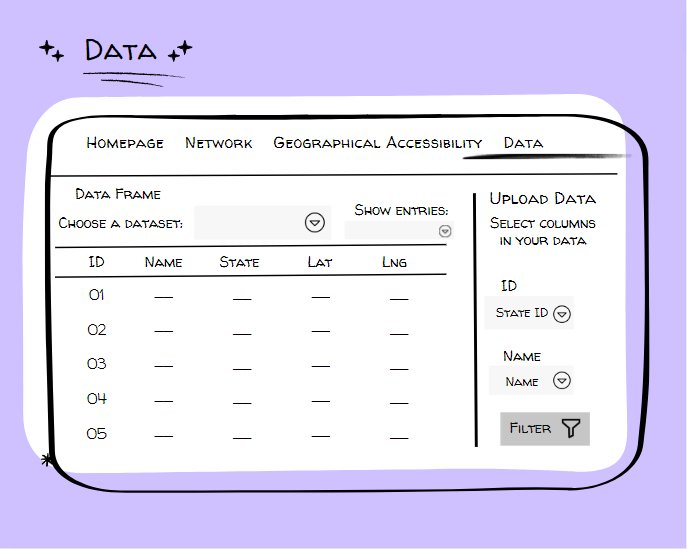 Data
Homepage Network Geographical Accessibility Data
Data Frame
Choose a dataset:
Show entries:
ID Name State Lat Lng
01 — — — —
02 — — — —
03 — — — —
04 — — — —
05 — — — —
Upload Data
Select columns
in your data
ID
State ID
Name
Name
Filter